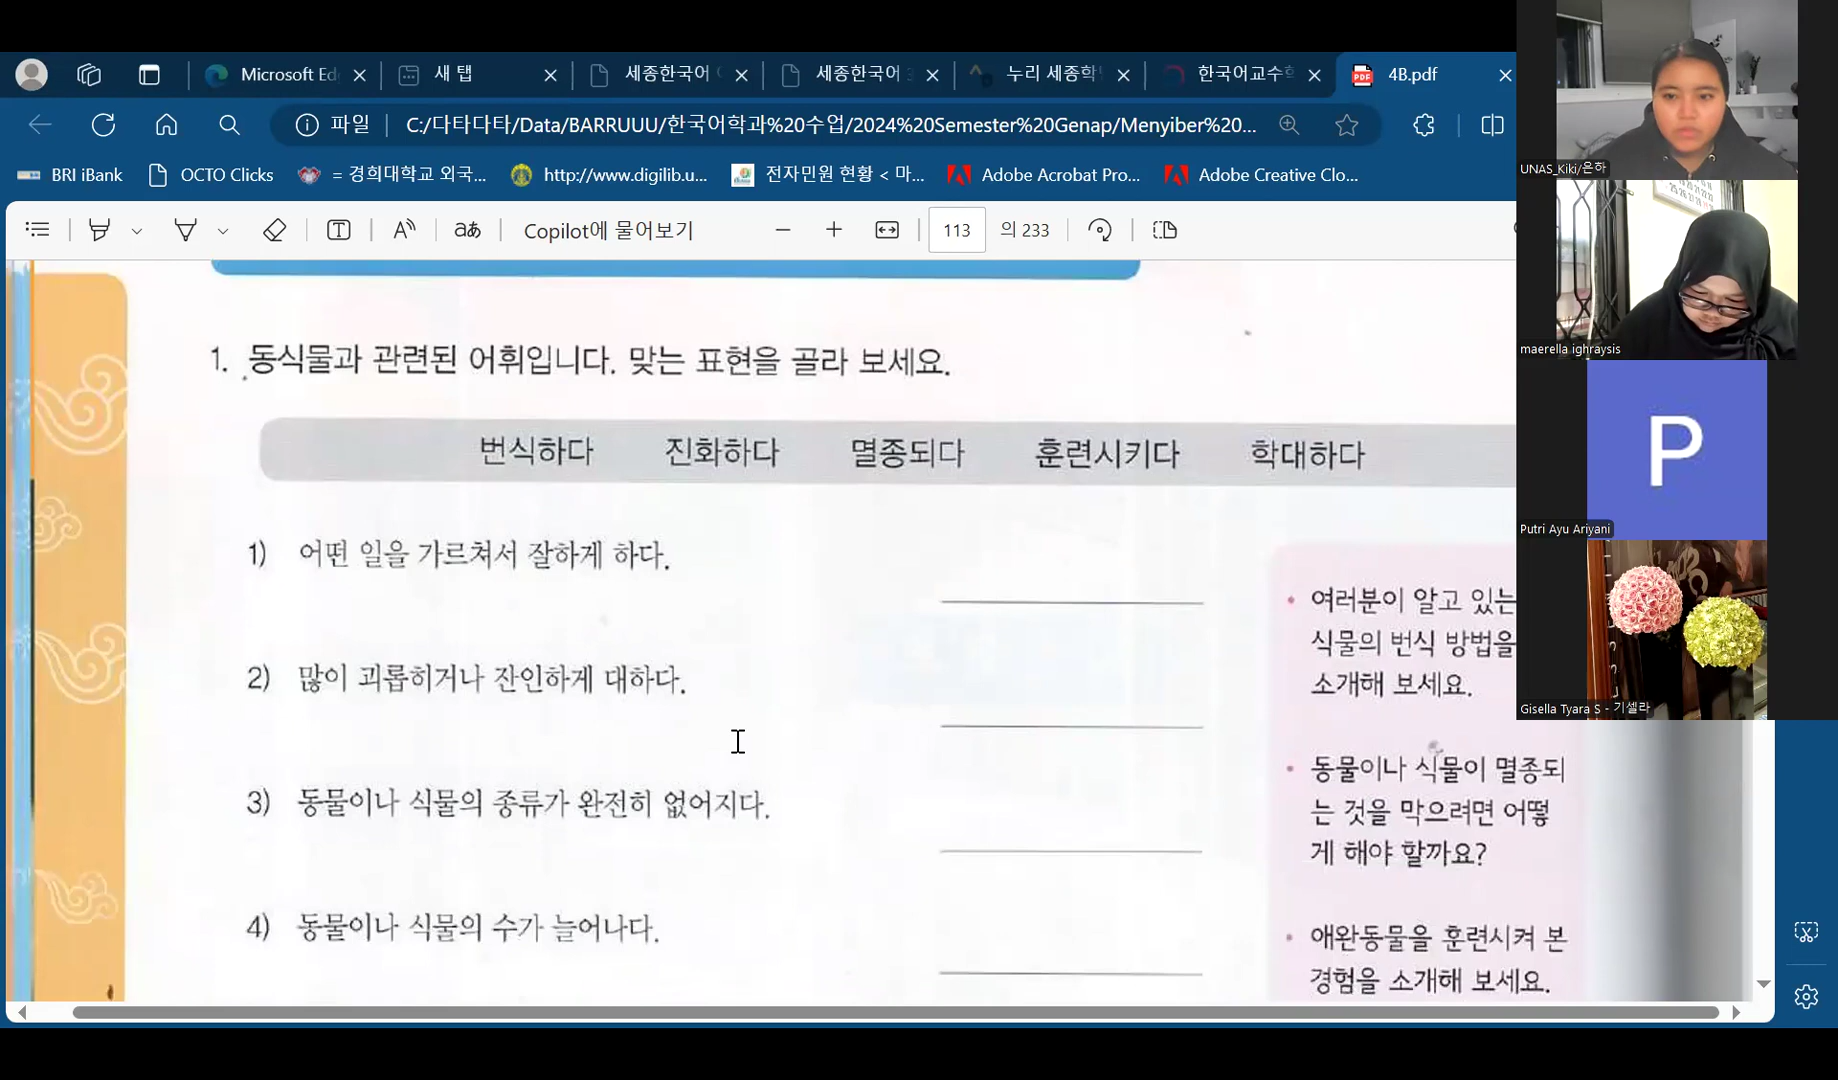 Microsoft Ed
새 탭
세종한국어
세종한국어
누리 세종학
한국어교수
4B.pdf
파일
C:/다타다타/Data/BARRUUU/한국어학과%20수업/2024%20Semester%20Genap/Menyiber%20...
BRI iBank
OCTO Clicks
= 경희대학교 외국...
http://www.digilib.u...
전자민원 현황 < 마...
Adobe Acrobat Pro...
Adobe Creative Clo...
Copilot에 물어보기
113 의 233
1. 동식물과 관련된 어휘입니다. 맞는 표현을 골라 보세요.
번식하다 진화하다 멸종되다 훈련시키다 학대하다
1) 어떤 일을 가르쳐서 잘하게 하다.
2) 많이 괴롭히거나 잔인하게 대하다.
3) 동물이나 식물의 종류가 완전히 없어지다.
4) 동물이나 식물의 수가 늘어나다.
• 여러분이 알고 있는
식물의 번식 방법을
소개해 보세요.
• 동물이나 식물이 멸종되
는 것을 막으려면 어떻
게 해야 할까요?
• 애완동물을 훈련시켜 본
경험을 소개해 보세요.
UNAS_Kiki/은하
maerella ighraysis
P
Putri Ayu Ariyani
Gisella Tyara S - 기셀라